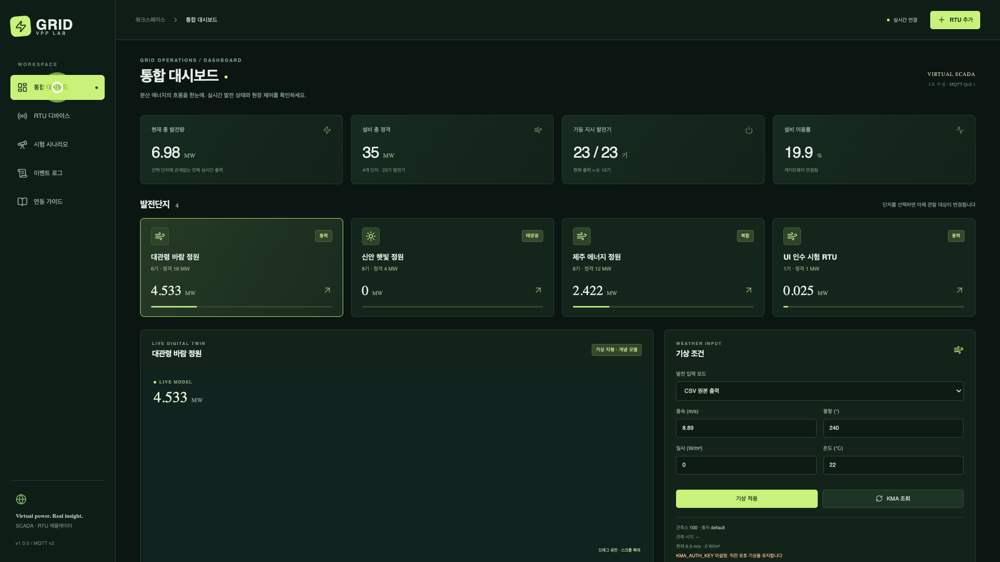 GRID
VPP LAB
WORKSPACE
통합 대시보드
RTU 디바이스
시험 시나리오
이벤트 로그
연동 가이드
Virtual power. Real insight.
SCADA · RTU 에뮬레이터
v1.0.0 / MQTT v2
워크스페이스 > 통합 대시보드
실시간 연결
RTU 추가
GRID OPERATIONS / DASHBOARD
통합 대시보드
분산 에너지의 흐름을 한눈에. 실시간 발전 상태와 현장 제어를 확인하세요.
VIRTUAL SCADA
1초 수집 · MQTT QoS 1
현재 총 발전량
6.98 MW
선택 단지에 관계없는 전체 실시간 출력
설비 총 정격
35 MW
4개 단지 · 23기 발전기
가동 지시 발전기
23 / 23 기
현재 출력 > 0: 15기
설비 이용률
19.9 %
게이트웨이 연결됨
발전단지 4
단지를 선택하면 아래 관찰 대상이 변경됩니다
풍력
대관령 바람 정원
6기 · 정격 18 MW
4.533 MW
태양광
신안 햇빛 정원
8기 · 정격 4 MW
0 MW
복합
제주 에너지 정원
8기 · 정격 12 MW
2.422 MW
풍력
UI 인수 시험 RTU
1기 · 정격 1 MW
0.025 MW
LIVE DIGITAL TWIN
대관령 바람 정원
가상 지형 · 개념 모델
LIVE MODEL
4.533 MW
드래그 회전 · 스크롤 확대
WEATHER INPUT
기상 조건
발전 입력 모드
CSV 원본 출력
풍속 (m/s)
풍향 (°)
8.89
240
일사 (W/m²)
온도 (°C)
0
22
기상 적용
KMA 조회
관측소 100 · 출처 default
관측 시각 —
현재 8.9 m/s · 0 W/m²
KMA_AUTH_KEY 미설정: 직전 유효 기상을 유지합니다